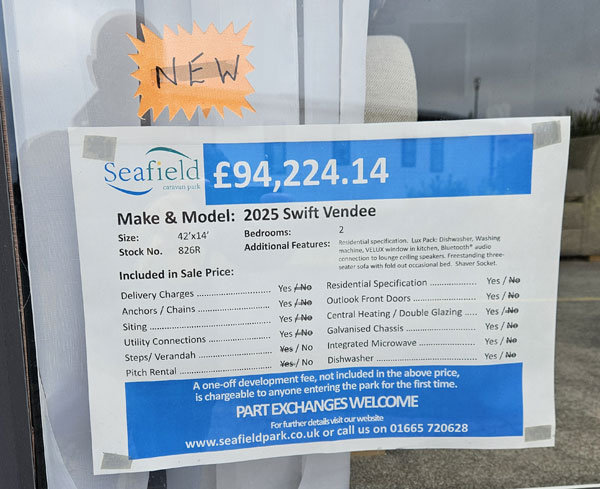 NEW
Seafield
caravan park
£94,224.14
Make & Model: 2025 Swift Vendee
Size: 42'x14'
Stock No. 826R
Bedrooms: 2
Additional Features: Residential specification. Lux Pack: Dishwasher, Washing
machine, VELUX window in kitchen, Bluetooth® audio
connection to lounge ceiling speakers. Freestanding three-
seater sofa with fold out occasional bed. Shaver Socket.
Included in Sale Price:
Delivery Charges .......................... Yes / No
Anchors / Chains .......................... Yes / No
Siting .......................... Yes / No
Utility Connections .......................... Yes / No
Steps/ Verandah .......................... Yes / No
Pitch Rental .......................... Yes / No
Residential Specification .......................... Yes / No
Outlook Front Doors .......................... Yes / No
Central Heating / Double Glazing ..... Yes / No
Galvanised Chassis .......................... Yes / No
Integrated Microwave .......................... Yes / No
Dishwasher .......................... Yes / No
A one-off development fee, not included in the above price,
is chargeable to anyone entering the park for the first time.
PART EXCHANGES WELCOME
For further details visit our website
www.seafieldpark.co.uk or call us on 01665 720628